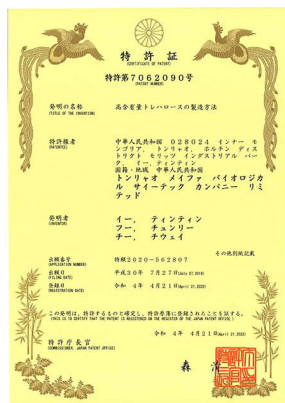 特許証
(CERTIFICATE OF PATENT)
特許第7062090号
(PATENT NUMBER)
発明の名称
(TITLE OF THE INVENTION)
高含有量トレハロースの製造方法
特許権者
(PATENTEE)
中華人民共和国 028024 インナー モ
ンゴリア, トンリャオ, ホルチン ディス
トリクト モリッツ インダストリアル パー
ク, イー, ティンティン
国籍・地域 中華人民共和国
トンリャオ メイファ バイオロジカ
ル サイーテック カンパニー リミ
テッド
発明者
(INVENTOR)
イー, ティンティン
フー, チュンリー
チー, チウェイ
その他別紙記載
出願番号
(APPLICATION NUMBER)
特願2020-562807
出願日
(FILING DATE)
平成30年 7月27日(July 27,2018)
登録日
(REGISTRATION DATE)
令和 4年 4月21日(April 21,2022)
この発明は、特許するものと確定し、特許原簿に登録されたことを証する。
(THIS IS TO CERTIFY THAT THE PATENT IS REGISTERED ON THE REGISTER OF THE JAPAN PATENT OFFICE.)
令和 4年 4月21日(April 21,2022)
特許庁長官
(COMMISSIONER, JAPAN PATENT OFFICE)
森 清